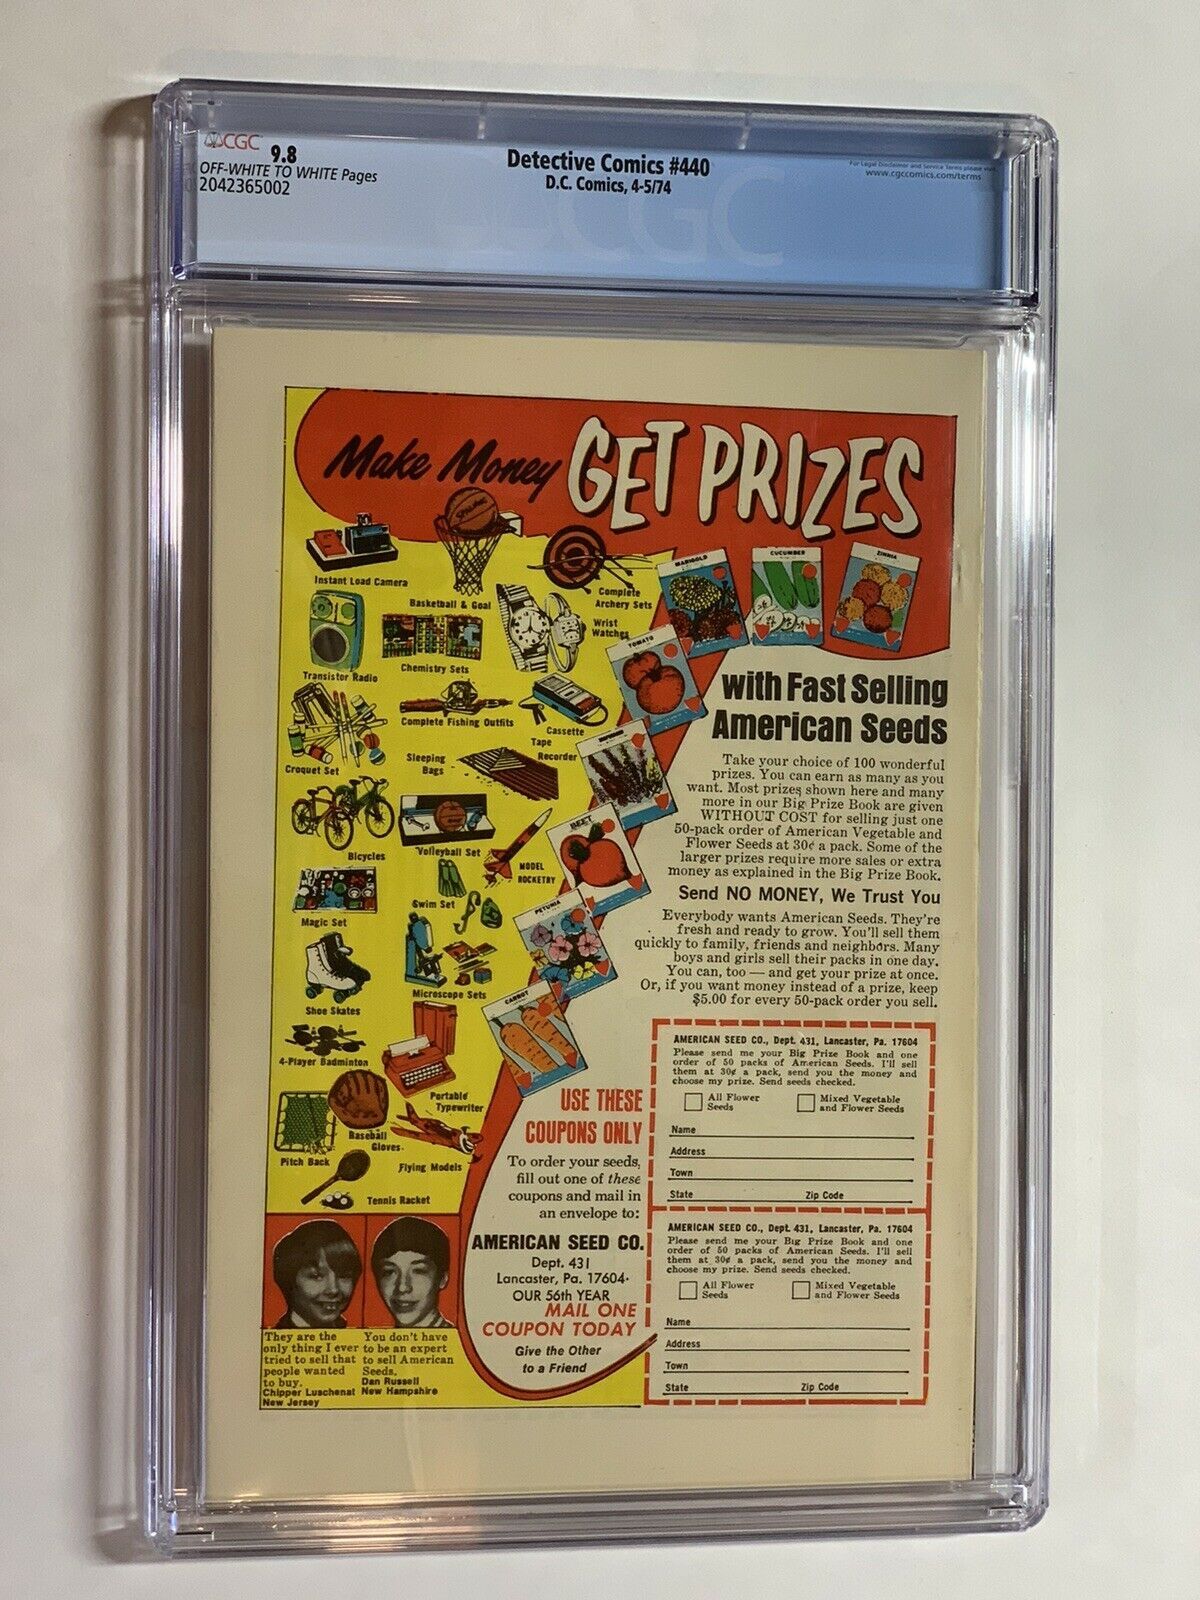 CGC 9.8
OFF-WHITE TO WHITE Pages
2042365002
Detective Comics #440
D.C. Comics, 4-5/74
For Legal Disclaimer and Service Terms please visit
www.cgccomics.com/terms
CGC
Make Money GET PRIZES
Instant Load Camera
Basketball & Goal
Complete
Archery Sets
MARIGOLD
CUCUMBER
ZINNIA
Transistor Radio
Chemistry Sets
Wrist
Watches
TOMATO
with Fast Selling
American Seeds
Croquet Set
Complete Fishing Outfits
Cassette
Tape
Recorder
Sleeping
Bags
Bicycles
Volleyball Set
MODEL
ROCKETRY
BEET
Magic Set
Swim Set
PETUNIA
Shoe Skates
Microscope Sets
CARROT
4-Player Badminton
Portable
Typewriter
Pitch Back
Baseball
Gloves
Flying Models
Tennis Racket
Take your choice of 100 wonderful
prizes. You can earn as many as you
want. Most prizes shown here and many
more in our Big Prize Book are given
WITHOUT COST for selling just one
50-pack order of American Vegetable and
Flower Seeds at 30¢ a pack. Some of the
larger prizes require more sales or extra
money as explained in the Big Prize Book.
Send NO MONEY, We Trust You
Everybody wants American Seeds. They're
fresh and ready to grow. You'll sell them
quickly to family, friends and neighbors. Many
boys and girls sell their packs in one day.
You can, too — and get your prize at once.
Or, if you want money instead of a prize, keep
$5.00 for every 50-pack order you sell.
USE THESE
COUPONS ONLY
To order your seeds,
fill out one of these
coupons and mail in
an envelope to:
AMERICAN SEED CO.
Dept. 431
Lancaster, Pa. 17604
OUR 56th YEAR
MAIL ONE
COUPON TODAY
Give the Other
to a Friend
AMERICAN SEED CO., Dept. 431, Lancaster, Pa. 17604
Please send me your Big Prize Book and one
order of 50 packs of American Seeds. I'll sell
them at 30¢ a pack, send you the money and
choose my prize. Send seeds checked.
All Flower
Seeds
Mixed Vegetable
and Flower Seeds
Name
Address
Town
State Zip Code
AMERICAN SEED CO., Dept. 431, Lancaster, Pa. 17604
Please send me your Big Prize Book and one
order of 50 packs of American Seeds. I'll sell
them at 30¢ a pack, send you the money and
choose my prize. Send seeds checked.
All Flower
Seeds
Mixed Vegetable
and Flower Seeds
Name
Address
Town
State Zip Code
They are the
only thing I ever
tried to sell that
people wanted
to buy.
Chipper Luschenat
New Jersey
You don't have
to be an expert
to sell American
Seeds.
Dan Russell
New Hampshire